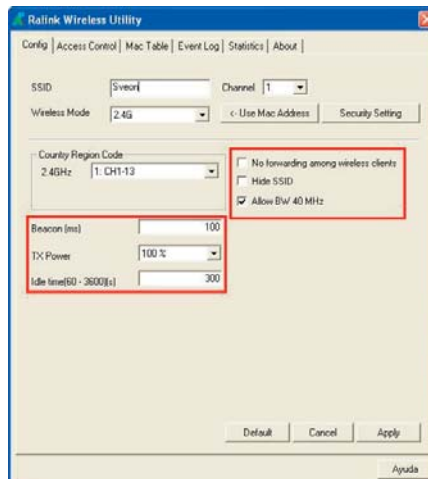 Ralink Wireless Utility
Config Access Control Mac Table Event Log Statistics About
SSID Sveon Channel 1
Wireless Mode 2.4G <- Use Mac Address Security Setting
Country Region Code
2.4GHz 1: CH1-13
No forwarding among wireless clients
Hide SSID
Allow BW 40 MHz
Beacon (ms) 100
TX Power 100 %
Idle time(60 - 3600)(s) 300
Default Cancel Apply
Ayuda